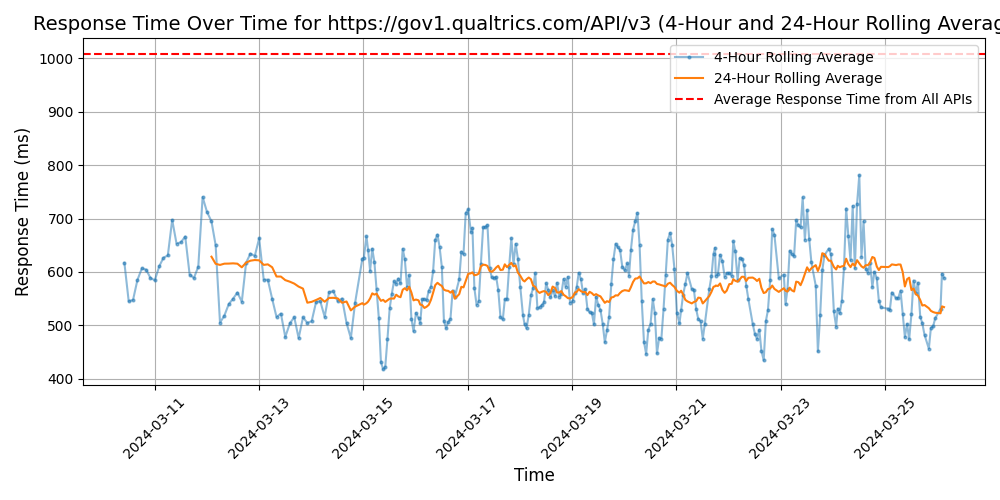 Response Time Over Time for https://gov1.qualtrics.com/API/v3 (4-Hour and 24-Hour Rolling Averag
4-Hour Rolling Average
24-Hour Rolling Average
Average Response Time from All APIs
Response Time (ms)
1000
900
800
700
600
500
400
2024-03-11
2024-03-13
2024-03-15
2024-03-17
2024-03-19
2024-03-21
2024-03-23
2024-03-25
Time